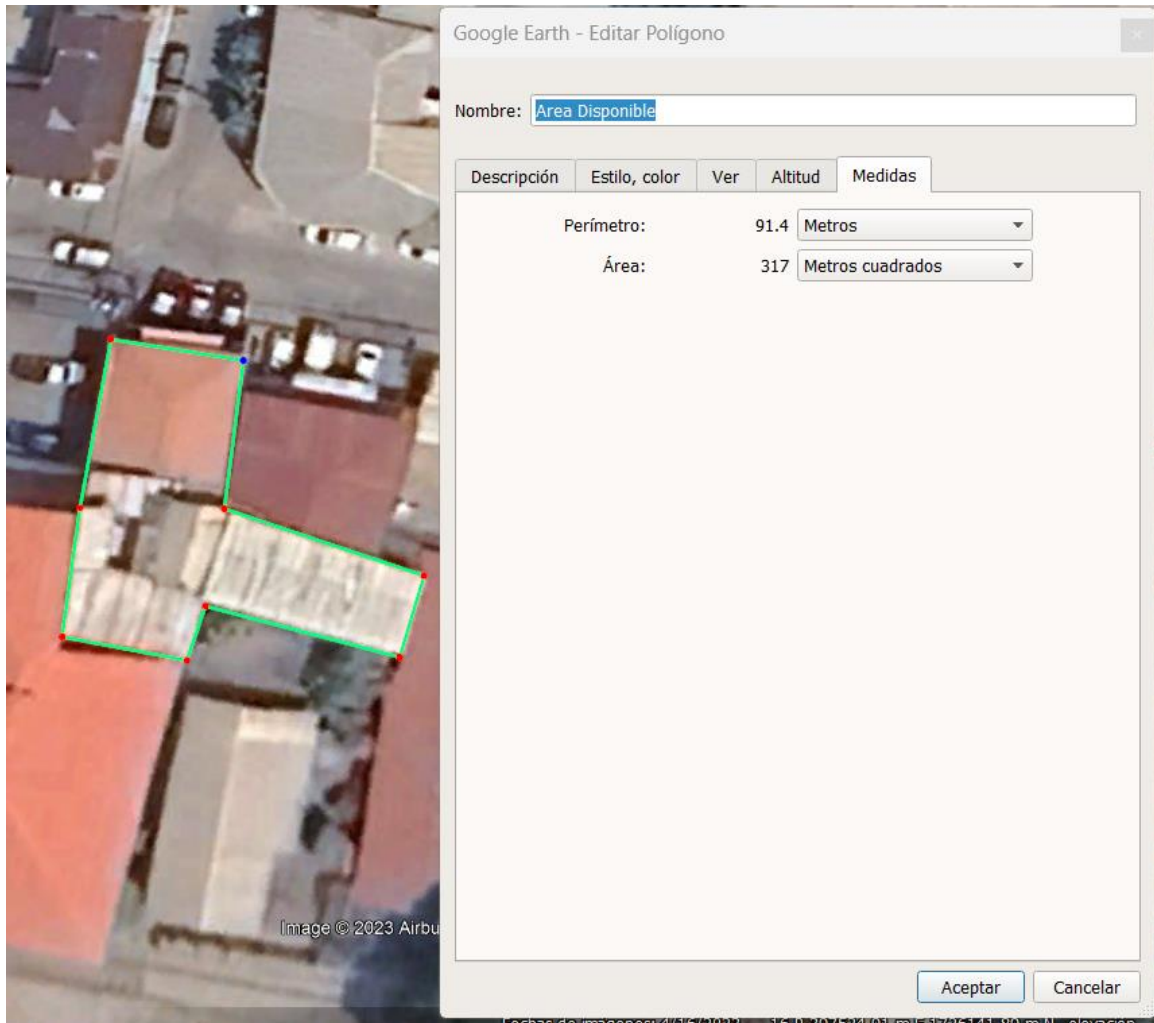 Google Earth - Editar Polígono
Nombre: Area Disponible
Descripción Estilo, color Ver Altitud Medidas
Perímetro: 91.4 Metros
Área: 317 Metros cuadrados
Image © 2023 Airbu
Aceptar Cancelar